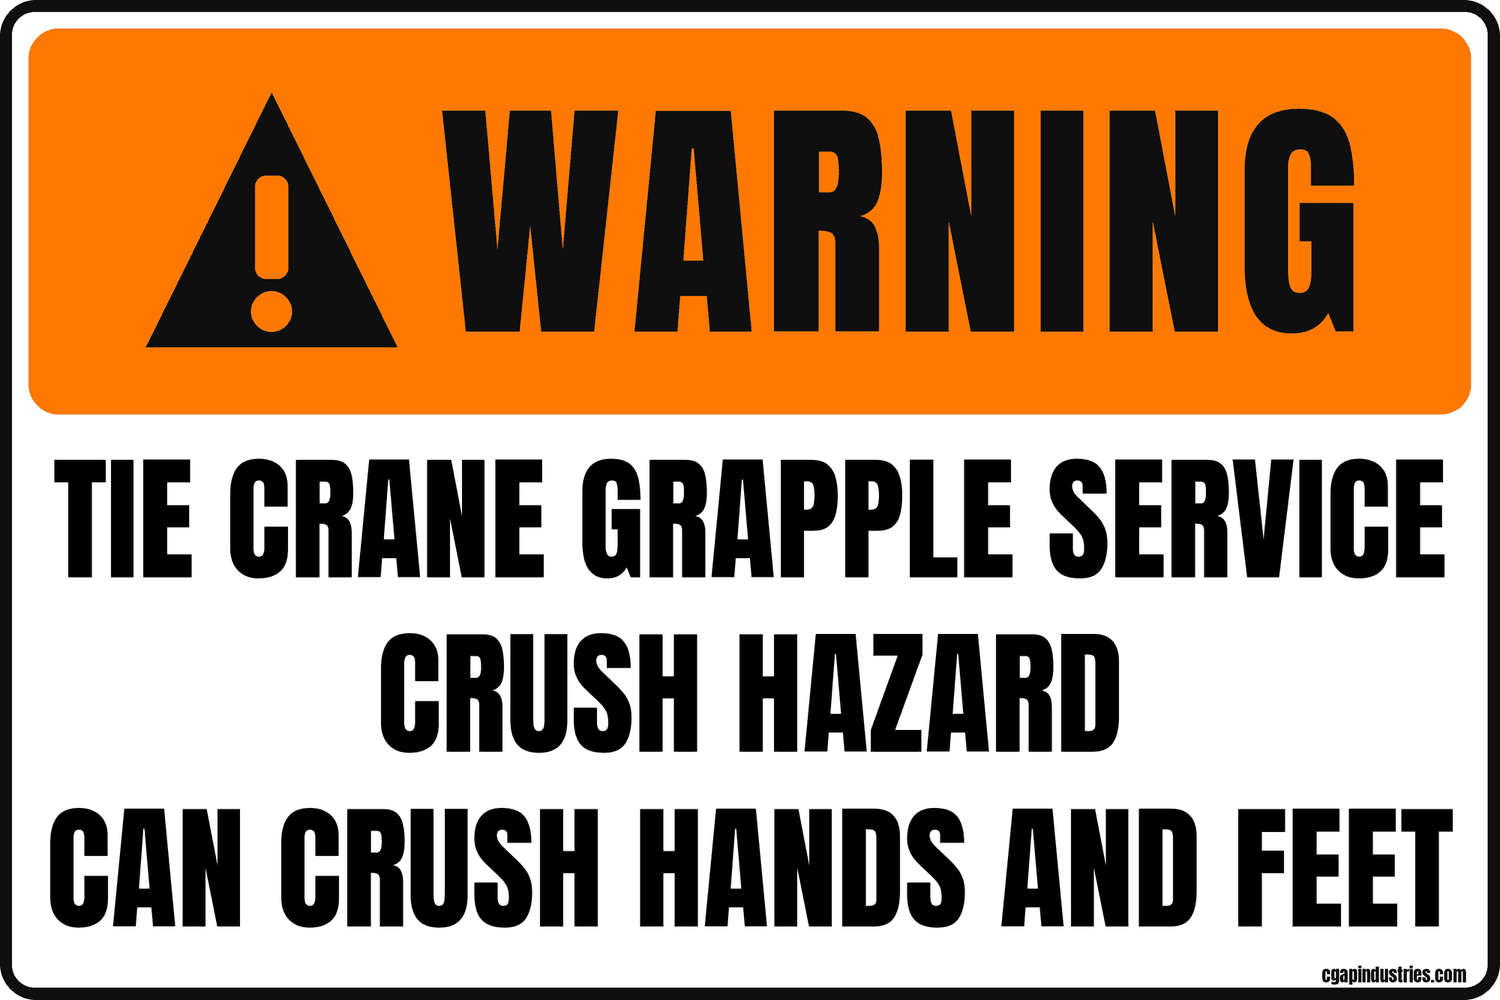 WARNING
TIE CRANE GRAPPLE SERVICE
CRUSH HAZARD
CAN CRUSH HANDS AND FEET
cgapindustries.com